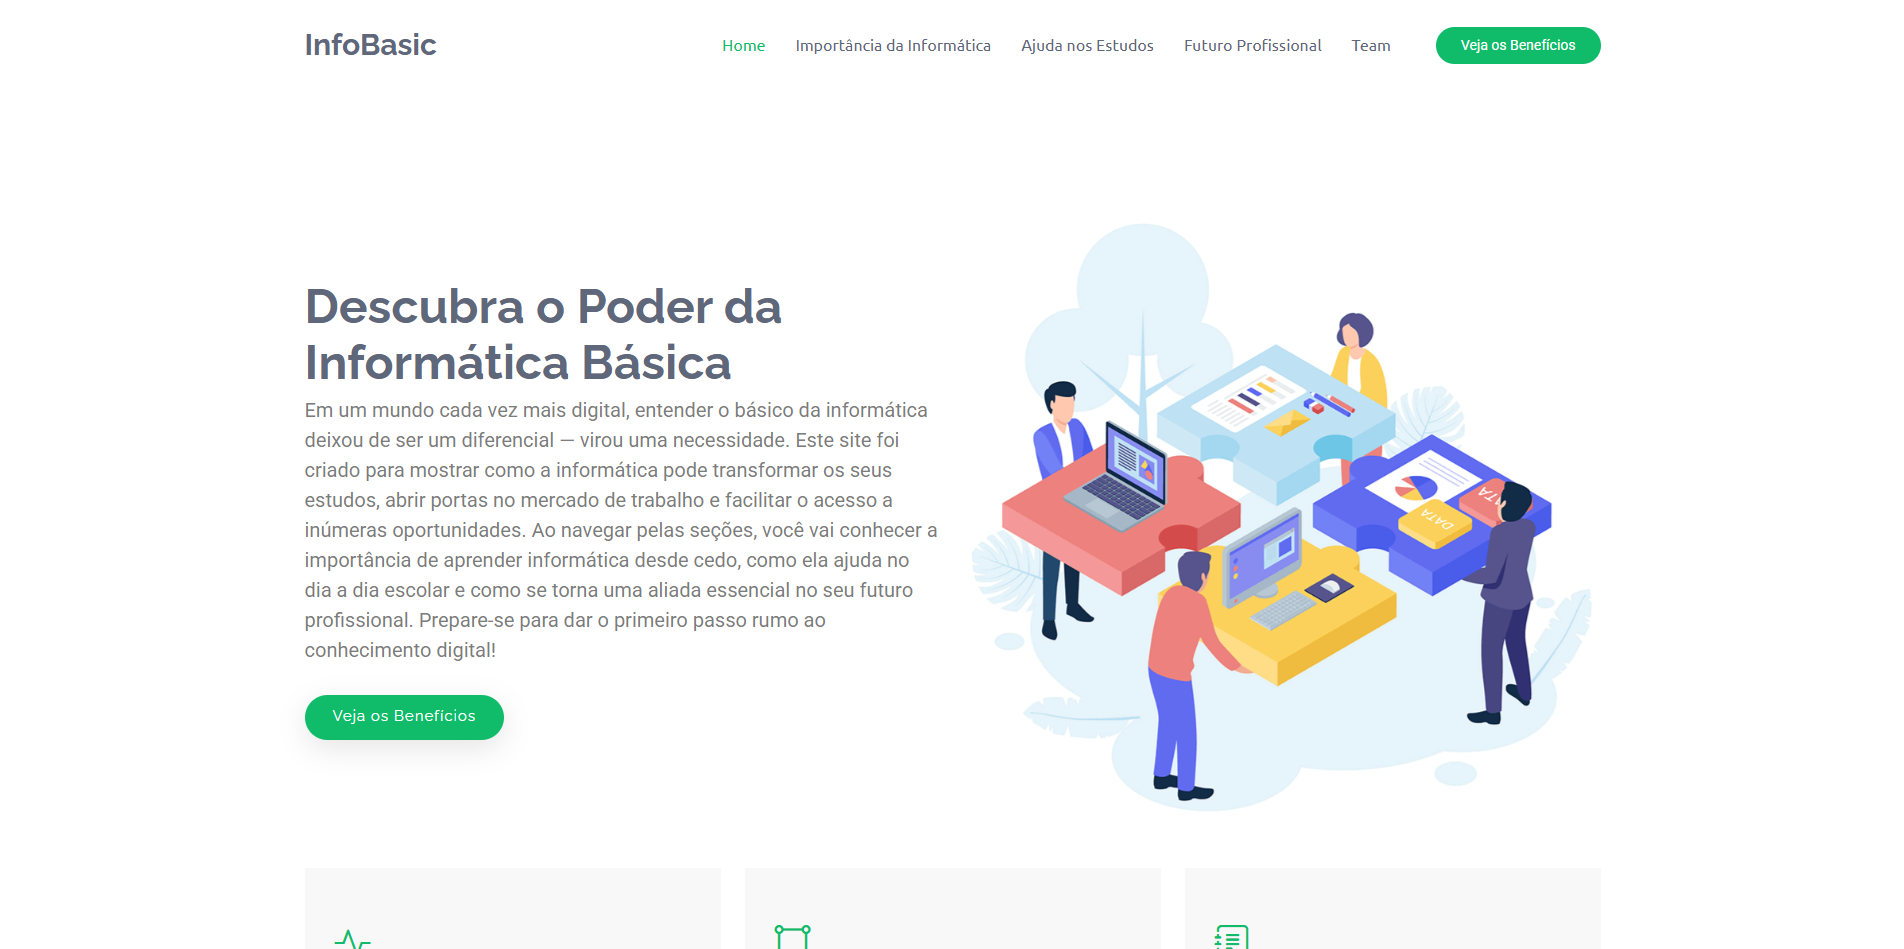 InfoBasic
Home
Importância da Informática
Ajuda nos Estudos
Futuro Profissional
Team
Veja os Benefícios
Descubra o Poder da
Informática Básica
Em um mundo cada vez mais digital, entender o básico da informática
deixou de ser um diferencial — virou uma necessidade. Este site foi
criado para mostrar como a informática pode transformar os seus
estudos, abrir portas no mercado de trabalho e facilitar o acesso a
inúmeras oportunidades. Ao navegar pelas seções, você vai conhecer a
importância de aprender informática desde cedo, como ela ajuda no
dia a dia escolar e como se torna uma aliada essencial no seu futuro
profissional. Prepare-se para dar o primeiro passo rumo ao
conhecimento digital!
Veja os Benefícios
DATA